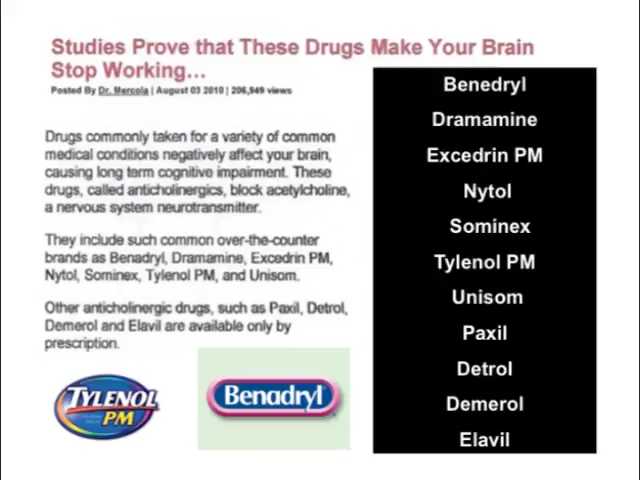 Studies Prove that These Drugs Make Your Brain
Stop Working...
Posted By Dr. Mercola | August 03 2010 | 206,949 views
Drugs commonly taken for a variety of common
medical conditions negatively affect your brain,
causing long term cognitive impairment. These
drugs, called anticholinergics, block acetylcholine,
a nervous system neurotransmitter.
They include such common over-the-counter
brands as Benadryl, Dramamine, Excedrin PM,
Nytol, Sominex, Tylenol PM, and Unisom.
Other anticholinergic drugs, such as Paxil, Detrol,
Demerol and Elavil are available only by
prescription.
TYLENOL
PM
Benadryl
Benedryl
Dramamine
Excedrin PM
Nytol
Sominex
Tylenol PM
Unisom
Paxil
Detrol
Demerol
Elavil